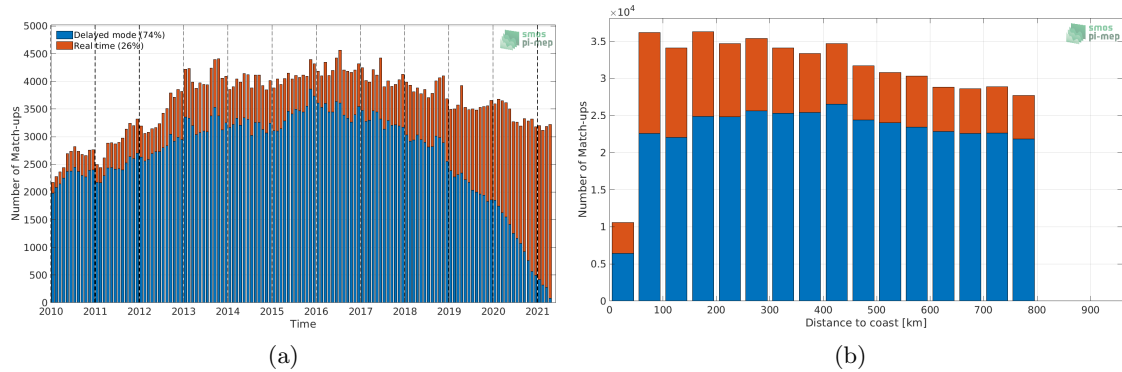 5000
4500
4000
3500
3000
2500
2000
1500
1000
500
0
Number of Match-ups
Delayed mode (74%)
Real time (26%)
smos
pi-mep
2010 2011 2012 2013 2014 2015 2016 2017 2018 2019 2020 2021
Time
(a)
×10⁴
3.5
3
2.5
2
1.5
1
0.5
0
Number of Match-ups
smos
pi-mep
0 100 200 300 400 500 600 700 800 900
Distance to coast [km]
(b)